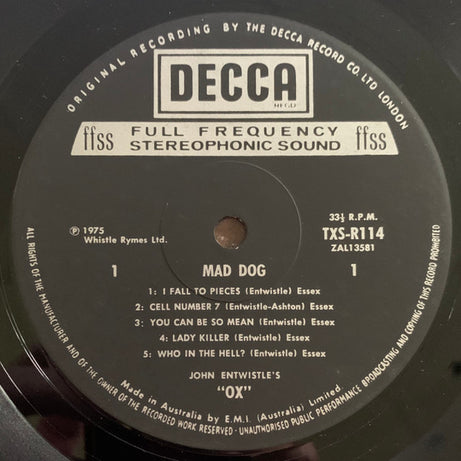 ORIGINAL RECORDING BY THE DECCA RECORD CO. LTD LONDON
DECCA
REGD
ffss FULL FREQUENCY STEREOPHONIC SOUND ffss
℗ 1975
Whistle Rymes Ltd.
33⅓ R.P.M.
TXS-R114
ZAL13581
1 MAD DOG 1
1: I FALL TO PIECES (Entwistle) Essex
2: CELL NUMBER 7 (Entwistle-Ashton) Essex
3: YOU CAN BE SO MEAN (Entwistle) Essex
4: LADY KILLER (Entwistle) Essex
5: WHO IN THE HELL? (Entwistle) Essex
JOHN ENTWISTLE'S
"OX"
Made in Australia by E.M.I. (Australia) Limited
ALL RIGHTS OF THE MANUFACTURER AND OF THE OWNER OF THE RECORDED WORK RESERVED - UNAUTHORISED PUBLIC PERFORMANCE BROADCASTING AND COPYING OF THIS RECORD PROHIBITED